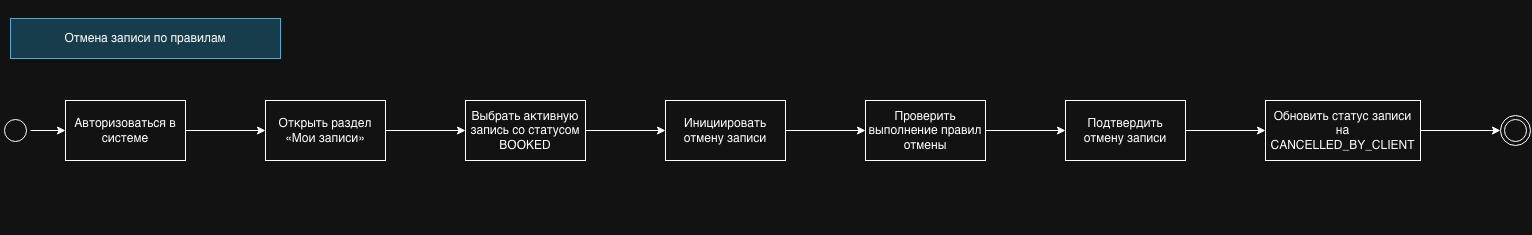 Отмена записи по правилам
Авторизоваться в
системе
Открыть раздел
«Мои записи»
Выбрать активную
запись со статусом
BOOKED
Инициировать
отмену записи
Проверить
выполнение правил
отмены
Подтвердить
отмену записи
Обновить статус записи
на
CANCELLED_BY_CLIENT